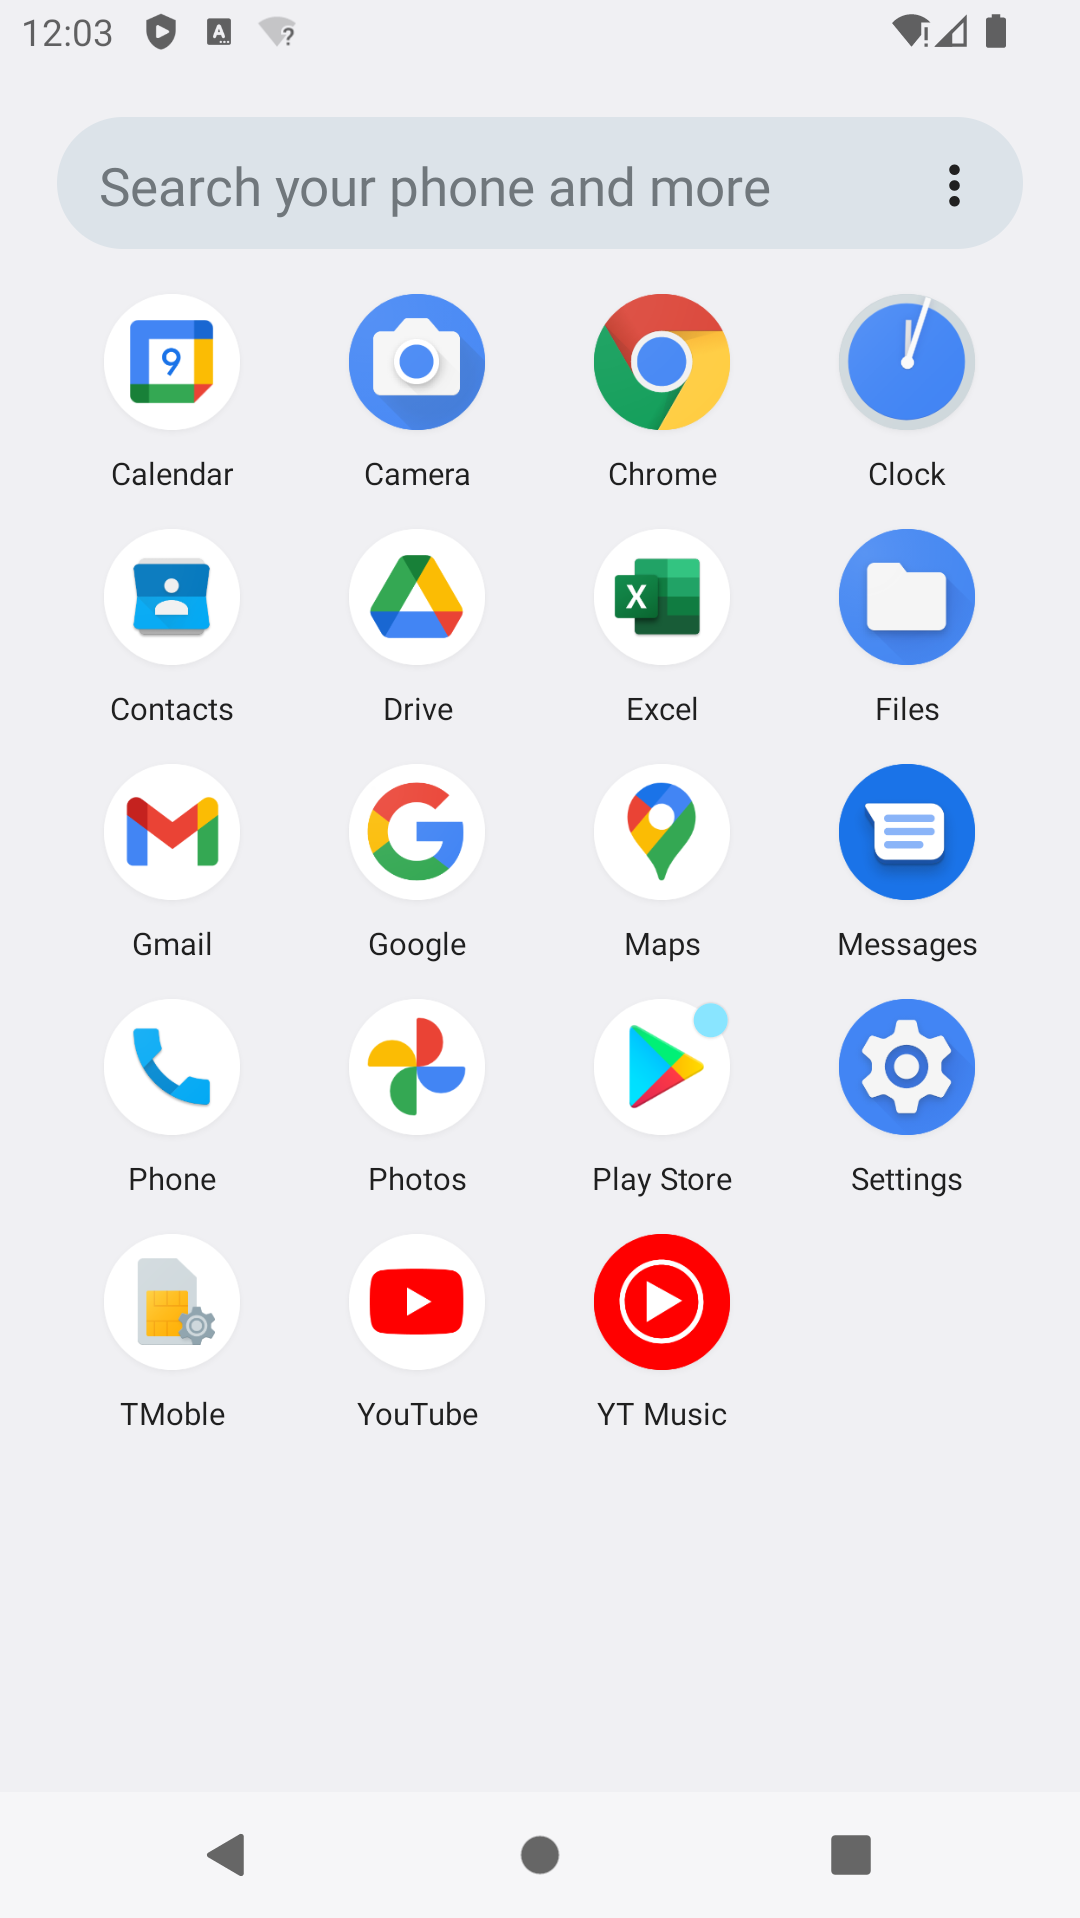 12:03
Search your phone and more
Calendar Camera Chrome Clock
Contacts Drive Excel Files
Gmail Google Maps Messages
Phone Photos Play Store Settings
TMoble YouTube YT Music